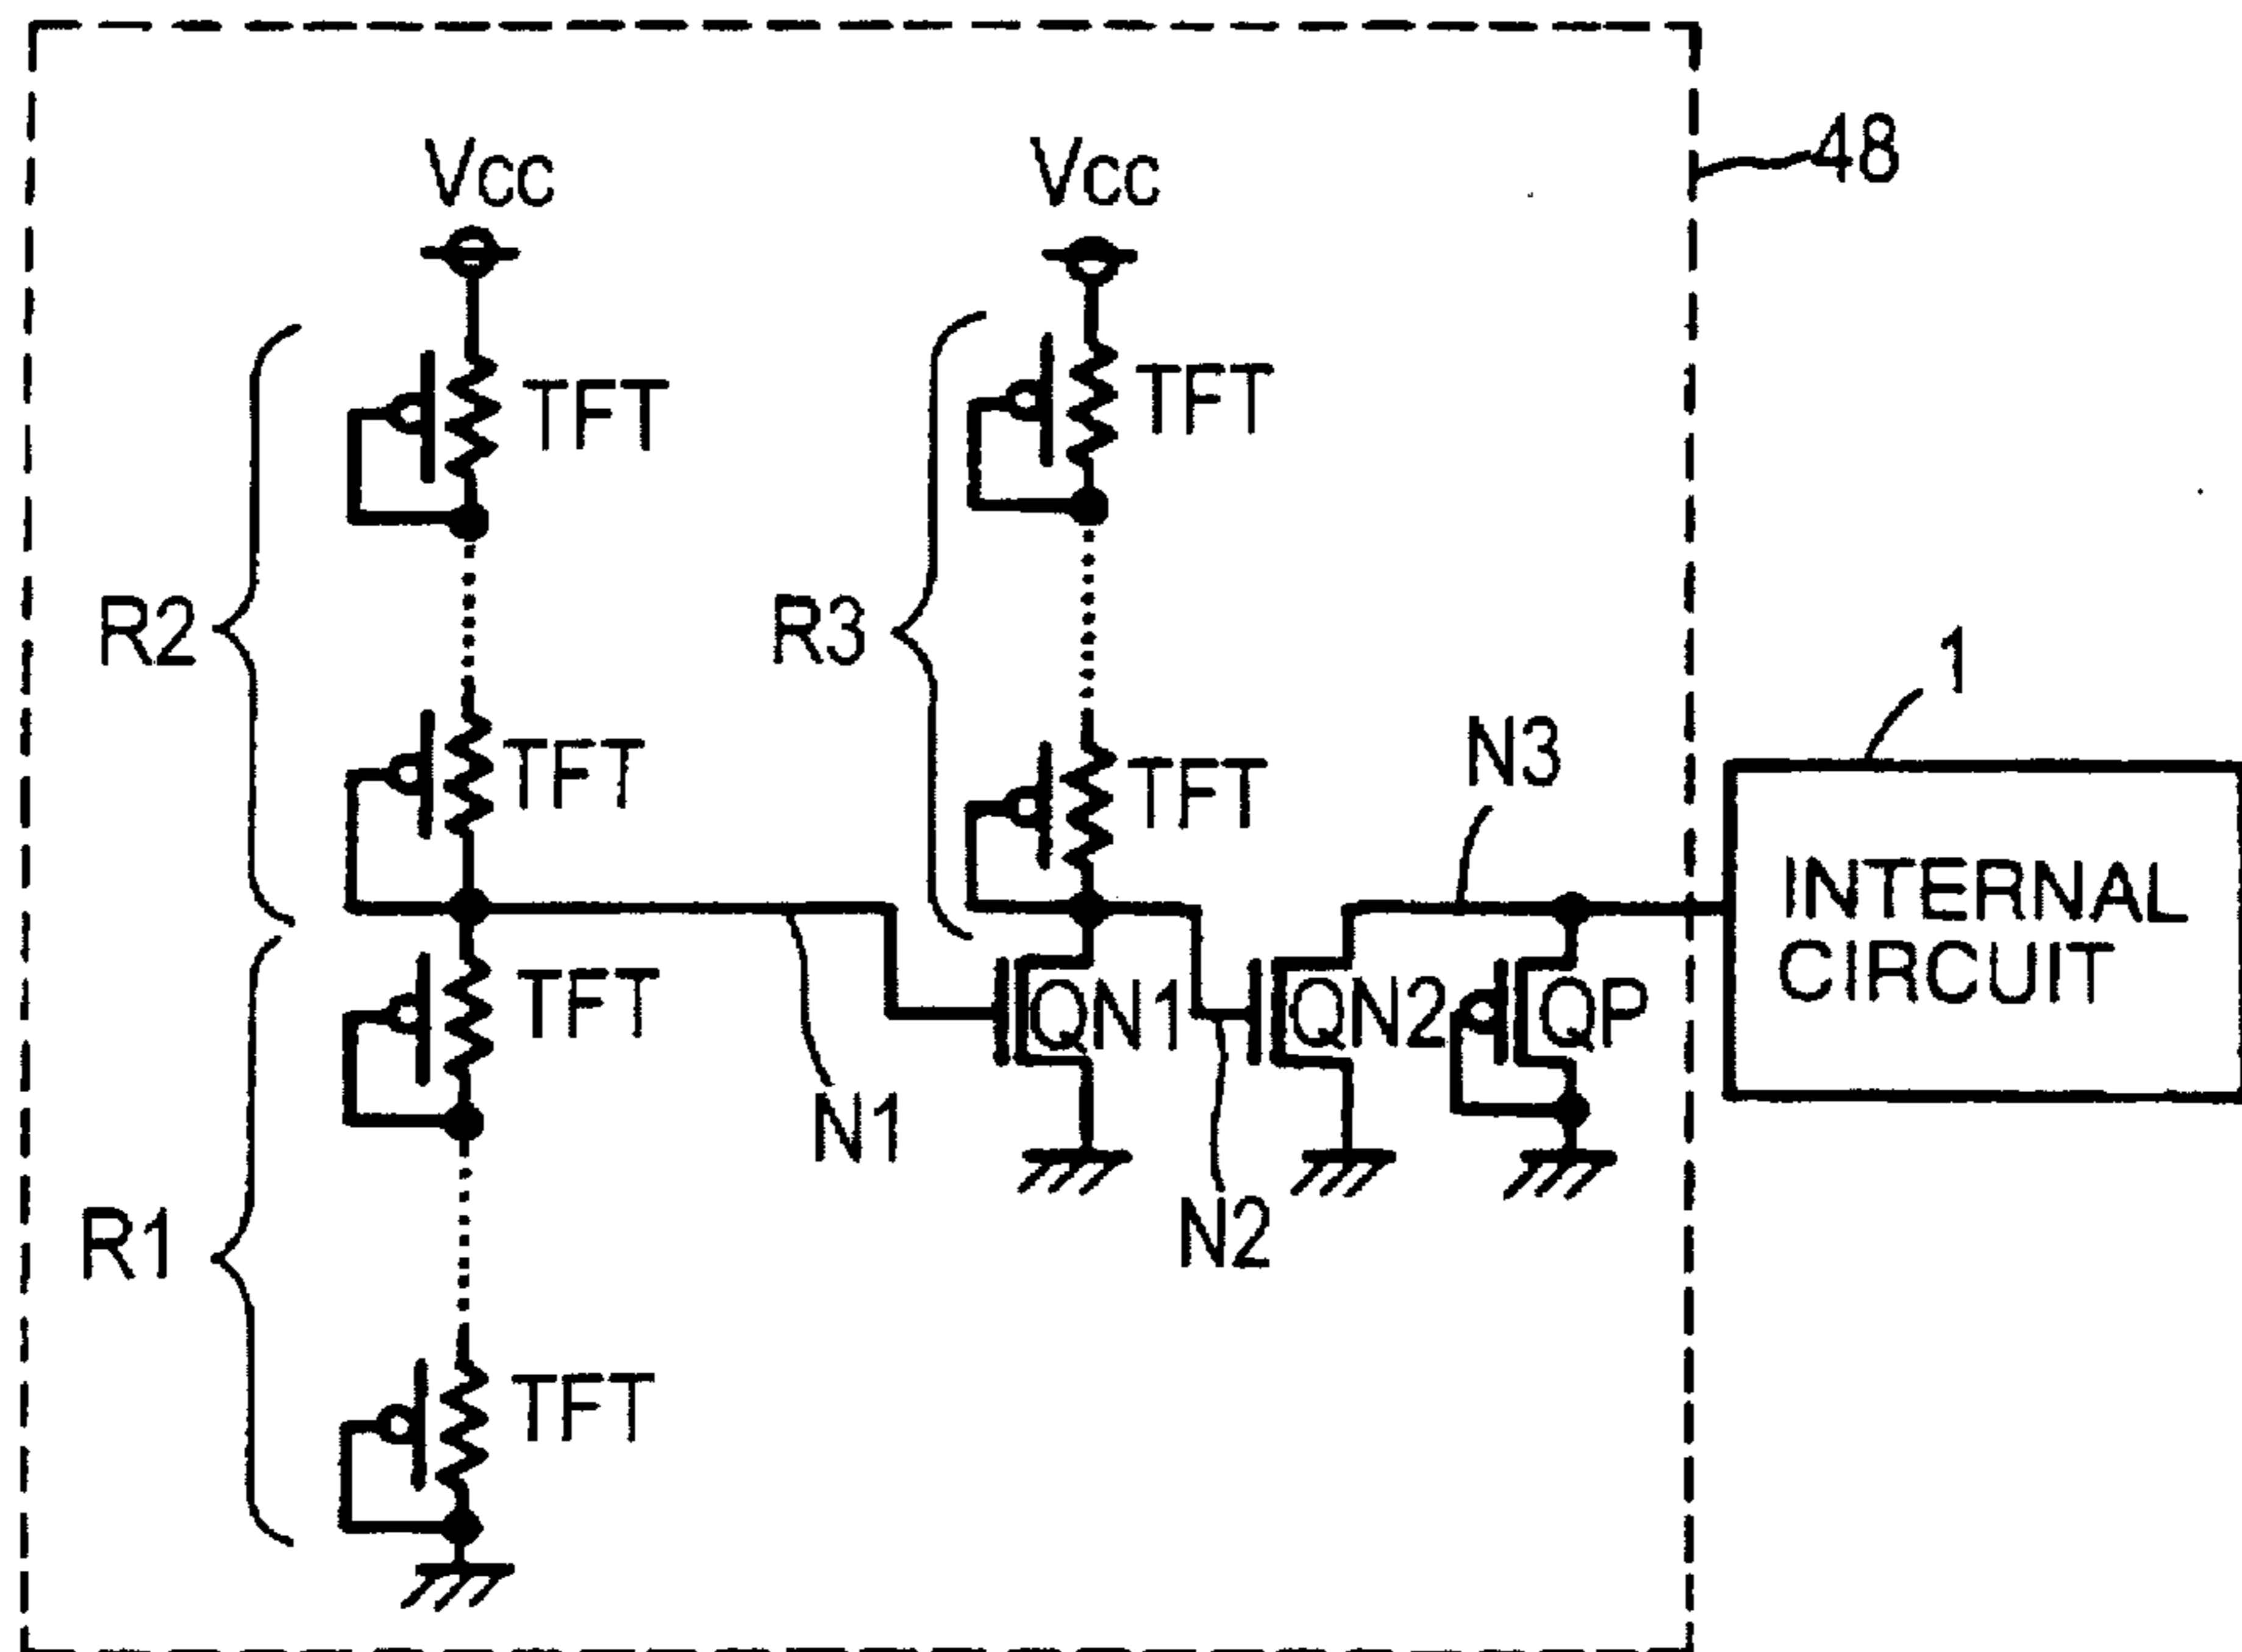 Vcc
Vcc
48
TFT
TFT
R2
R3
1
TFT
TFT
N3
INTERNAL
CIRCUIT
TFT
QN1
QN2
QP
N1
N2
R1
TFT